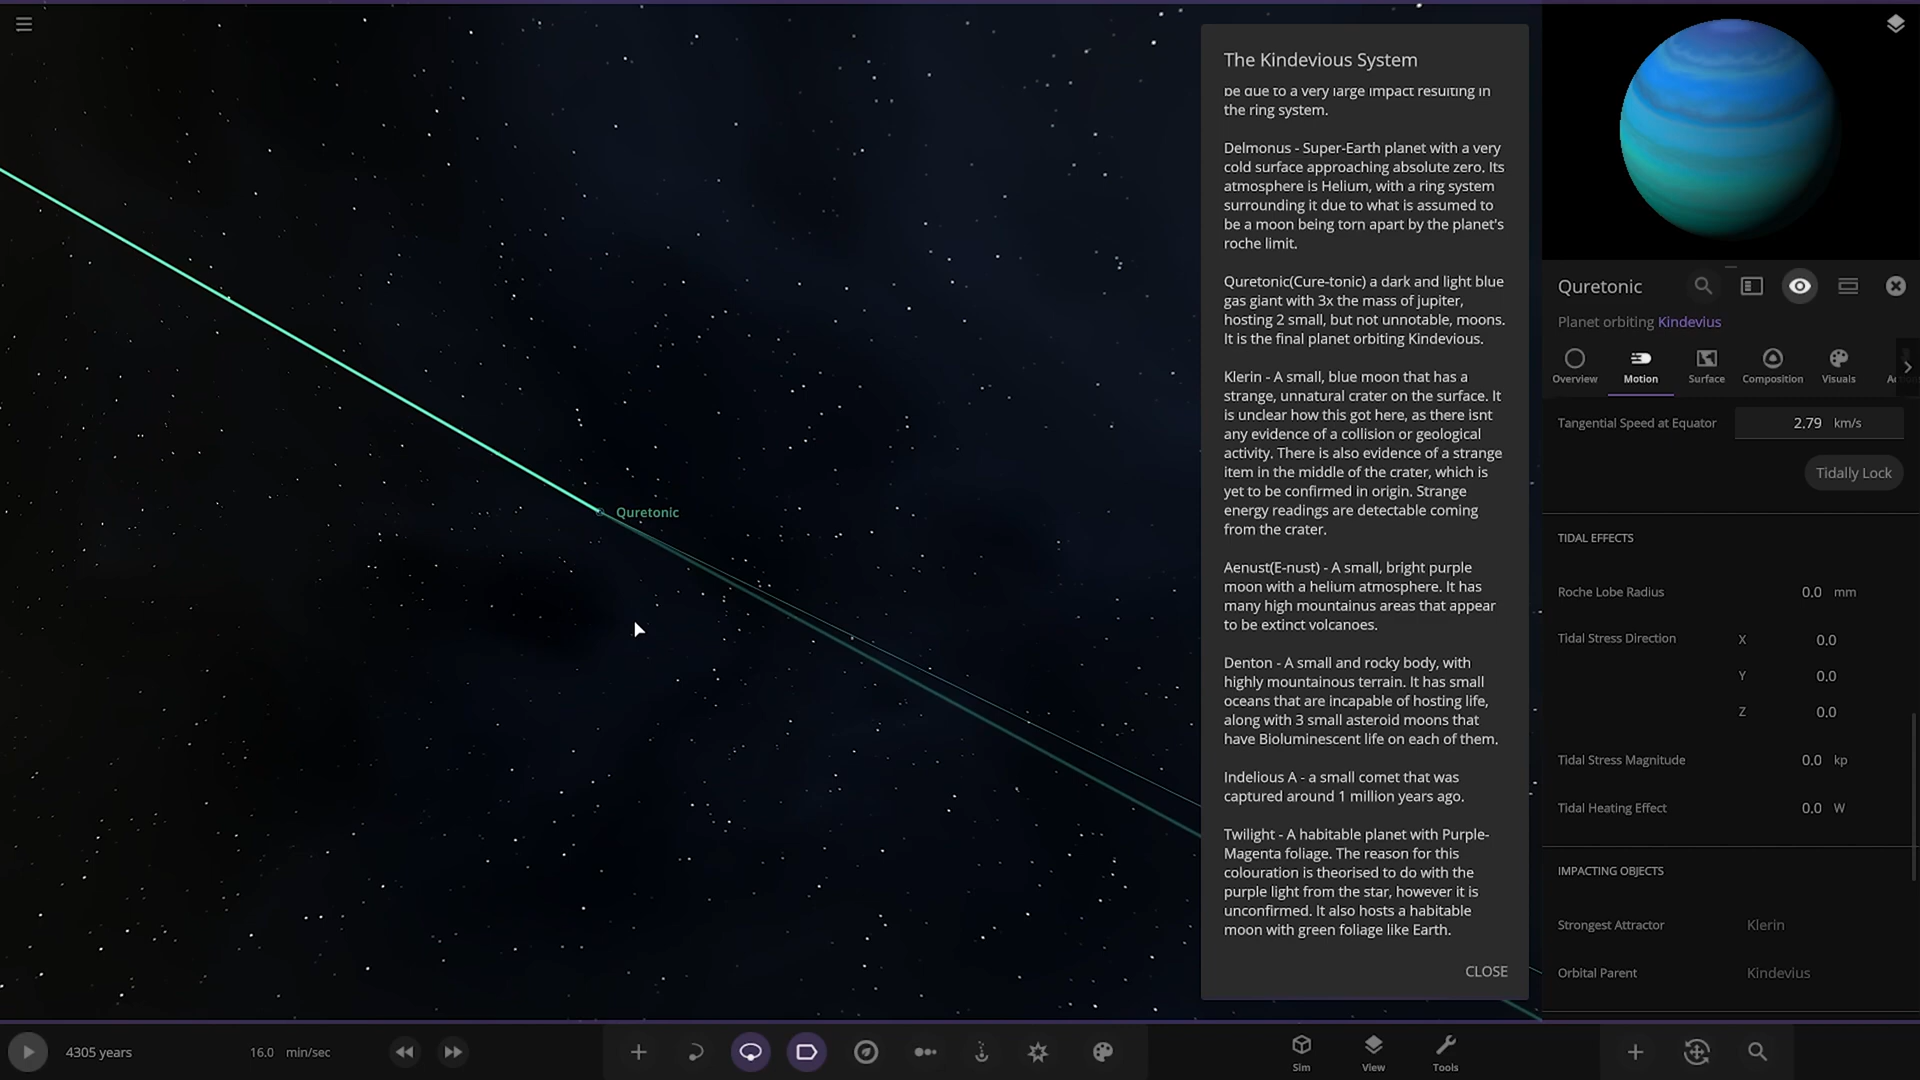 The Kindevious System
be due to a very large impact resulting in
the ring system.
Delmonus - Super-Earth planet with a very
cold surface approaching absolute zero. Its
atmosphere is Helium, with a ring system
surrounding it due to what is assumed to
be a moon being torn apart by the planet's
roche limit.
Quretonic(Cure-tonic) a dark and light blue
gas giant with 3x the mass of jupiter,
hosting 2 small, but not unnotable, moons.
It is the final planet orbiting Kindevious.
Klerin - A small, blue moon that has a
strange, unnatural crater on the surface. It
is unclear how this got here, as there isnt
any evidence of a collision or geological
activity. There is also evidence of a strange
item in the middle of the crater, which is
yet to be confirmed in origin. Strange
energy readings are detectable coming
from the crater.
Aenust(E-nust) - A small, bright purple
moon with a helium atmosphere. It has
many high mountainus areas that appear
to be extinct volcanoes.
Denton - A small and rocky body, with
highly mountainous terrain. It has small
oceans that are incapable of hosting life,
along with 3 small asteroid moons that
have Bioluminescent life on each of them.
Indelious A - a small comet that was
captured around 1 million years ago.
Twilight - A habitable planet with Purple-
Magenta foliage. The reason for this
colouration is theorised to do with the
purple light from the star, however it is
unconfirmed. It also hosts a habitable
moon with green foliage like Earth.
CLOSE
Quretonic
Quretonic
Planet orbiting Kindevius
Overview Motion Surface Composition Visuals
Tangential Speed at Equator 2.79 km/s
Tidally Lock
TIDAL EFFECTS
Roche Lobe Radius 0.0 mm
Tidal Stress Direction X 0.0
Y 0.0
Z 0.0
Tidal Stress Magnitude 0.0 kp
Tidal Heating Effect 0.0 W
IMPACTING OBJECTS
Strongest Attractor Klerin
Orbital Parent Kindevius
4305 years 16.0 min/sec
Sim View Tools